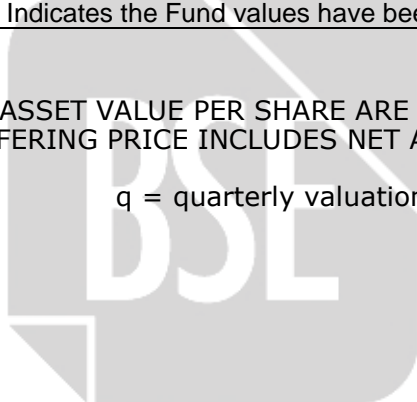 Indicates the Fund values have bee
ASSET VALUE PER SHARE ARE
FERING PRICE INCLUDES NET A
q = quarterly valuation
BSE